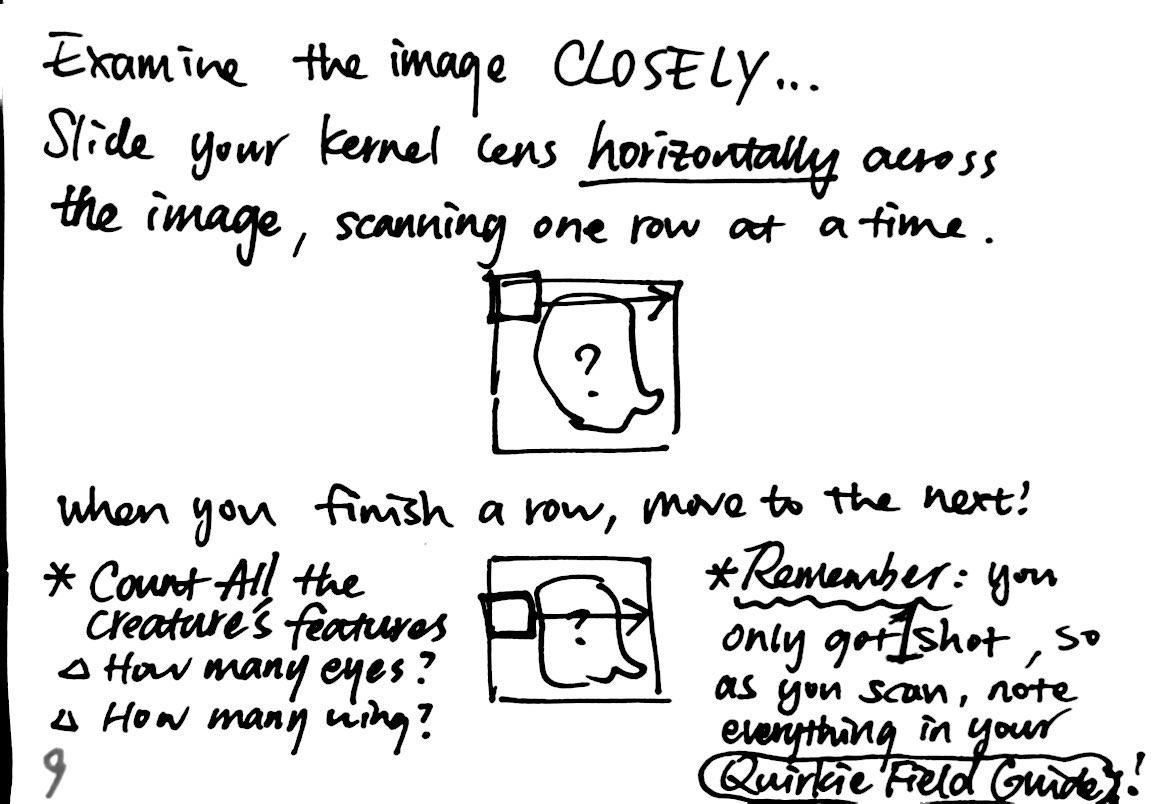 Examine the image CLOSELY...
Slide your kernel lens horizontally across
the image, scanning one row at a time.
?
when you finish a row, move to the next!
* Count All the
creature's features
△ How many eyes?
△ How many wing?
?
* Remember: you
only got 1 shot, so
as you scan, note
everything in your
Quirkie Field Guide!
9